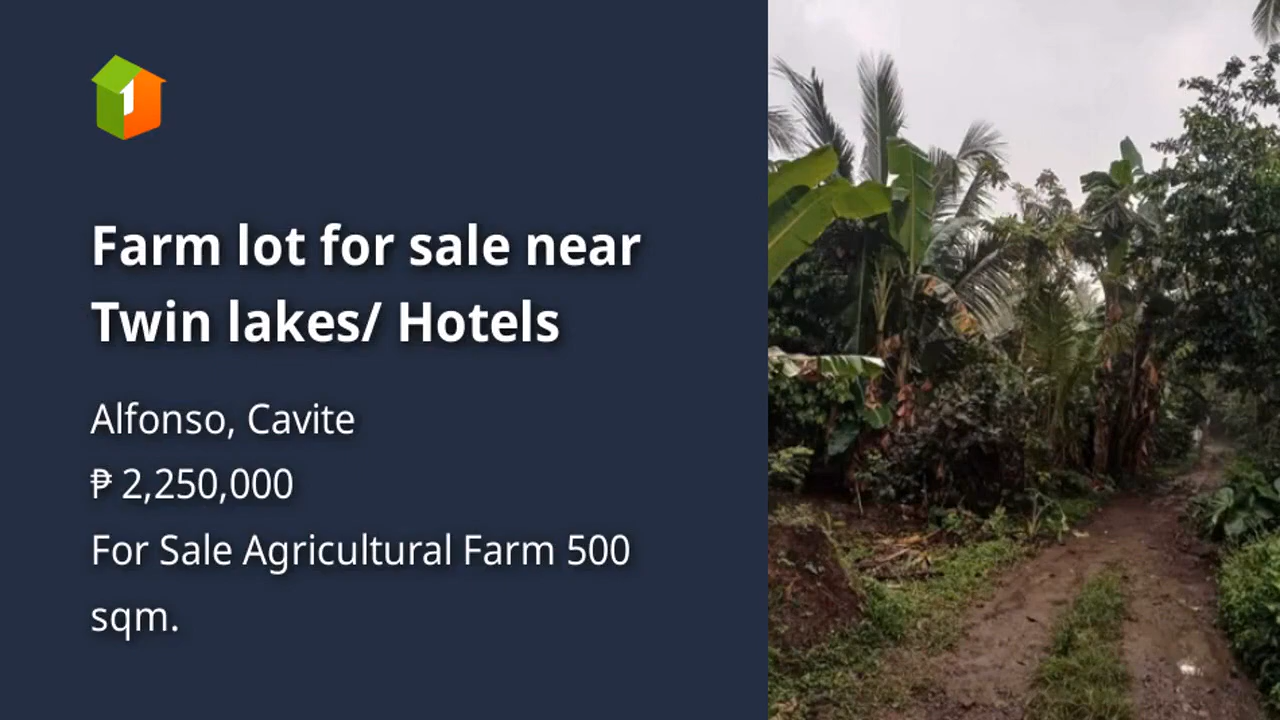 Farm lot for sale near
Twin lakes/ Hotels
Alfonso, Cavite
₱ 2,250,000
For Sale Agricultural Farm 500
sqm.